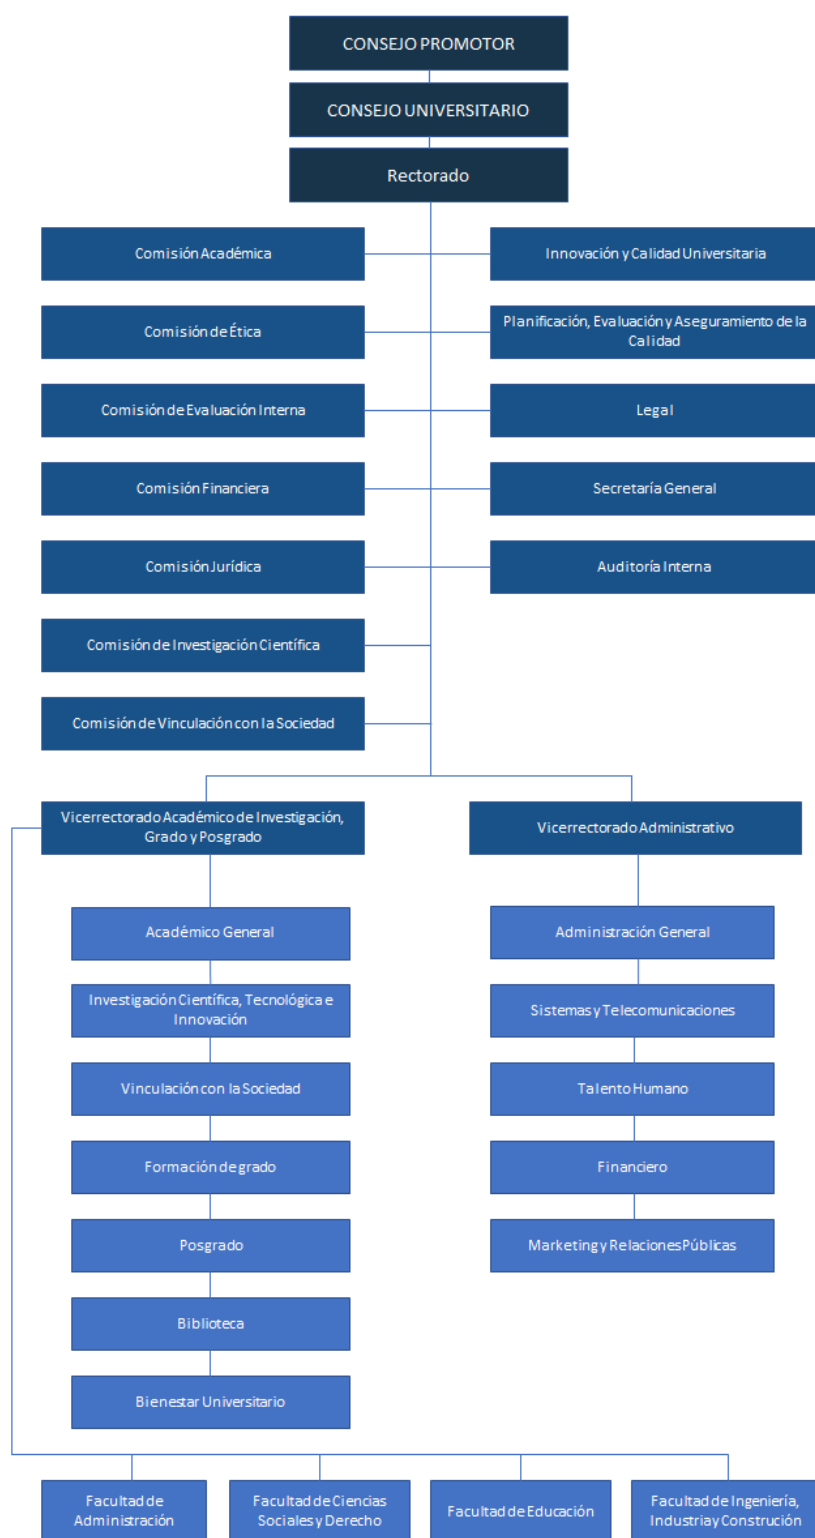 CONSEJO PROMOTOR
CONSEJO UNIVERSITARIO
Rectorado
Comisión Académica
Innovación y Calidad Universitaria
Comisión de Ética
Planificación, Evaluación y Aseguramiento de la
Calidad
Comisión de Evaluación Interna
Legal
Comisión Financiera
Secretaría General
Comisión Jurídica
Auditoría Interna
Comisión de Investigación Científica
Comisión de Vinculación con la Sociedad
Vicerrectorado Académico de Investigación,
Grado y Posgrado
Vicerrectorado Administrativo
Académico General
Administración General
Investigación Científica, Tecnológica e
Innovación
Sistemas y Telecomunicaciones
Vinculación con la Sociedad
Talento Humano
Formación de grado
Financiero
Posgrado
Marketing y Relaciones Públicas
Biblioteca
Bienestar Universitario
Facultad de
Administración
Facultad de Ciencias
Sociales y Derecho
Facultad de Educación
Facultad de Ingeniería,
Industria y Construción